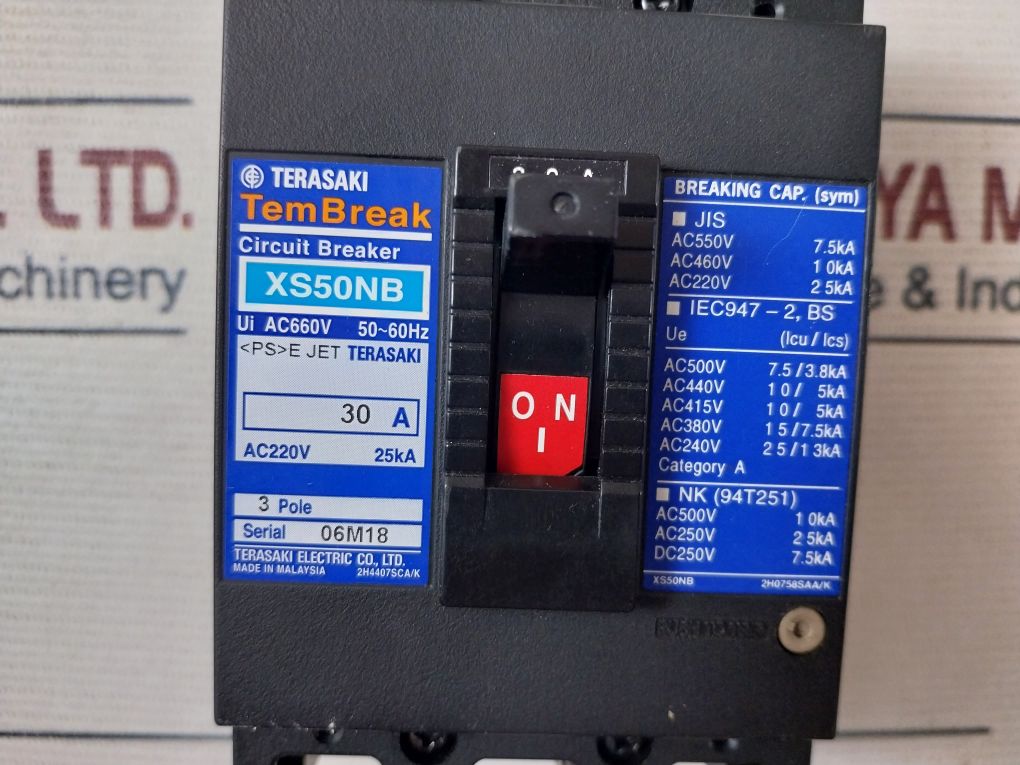 TERASAKI
TemBreak
Circuit Breaker
XS50NB
Ui AC660V 50~60Hz
<PS>E JET TERASAKI
30 A
AC220V 25kA
3 Pole
Serial 06M18
TERASAKI ELECTRIC CO., LTD.
MADE IN MALAYSIA 2H4407SCA/K
ON
I
BREAKING CAP. (sym)
■ JIS
AC550V 7.5kA
AC460V 10kA
AC220V 25kA
■ IEC947-2, BS
Ue (Icu / Ics)
AC500V 7.5/3.8kA
AC440V 10/ 5kA
AC415V 10/ 5kA
AC380V 15/7.5kA
AC240V 25/13kA
Category A
■ NK (94T251)
AC500V 10kA
AC250V 25kA
DC250V 7.5kA
XS50NB 2H0758SAA/K
LTD.
chinery
YA M
& Ind